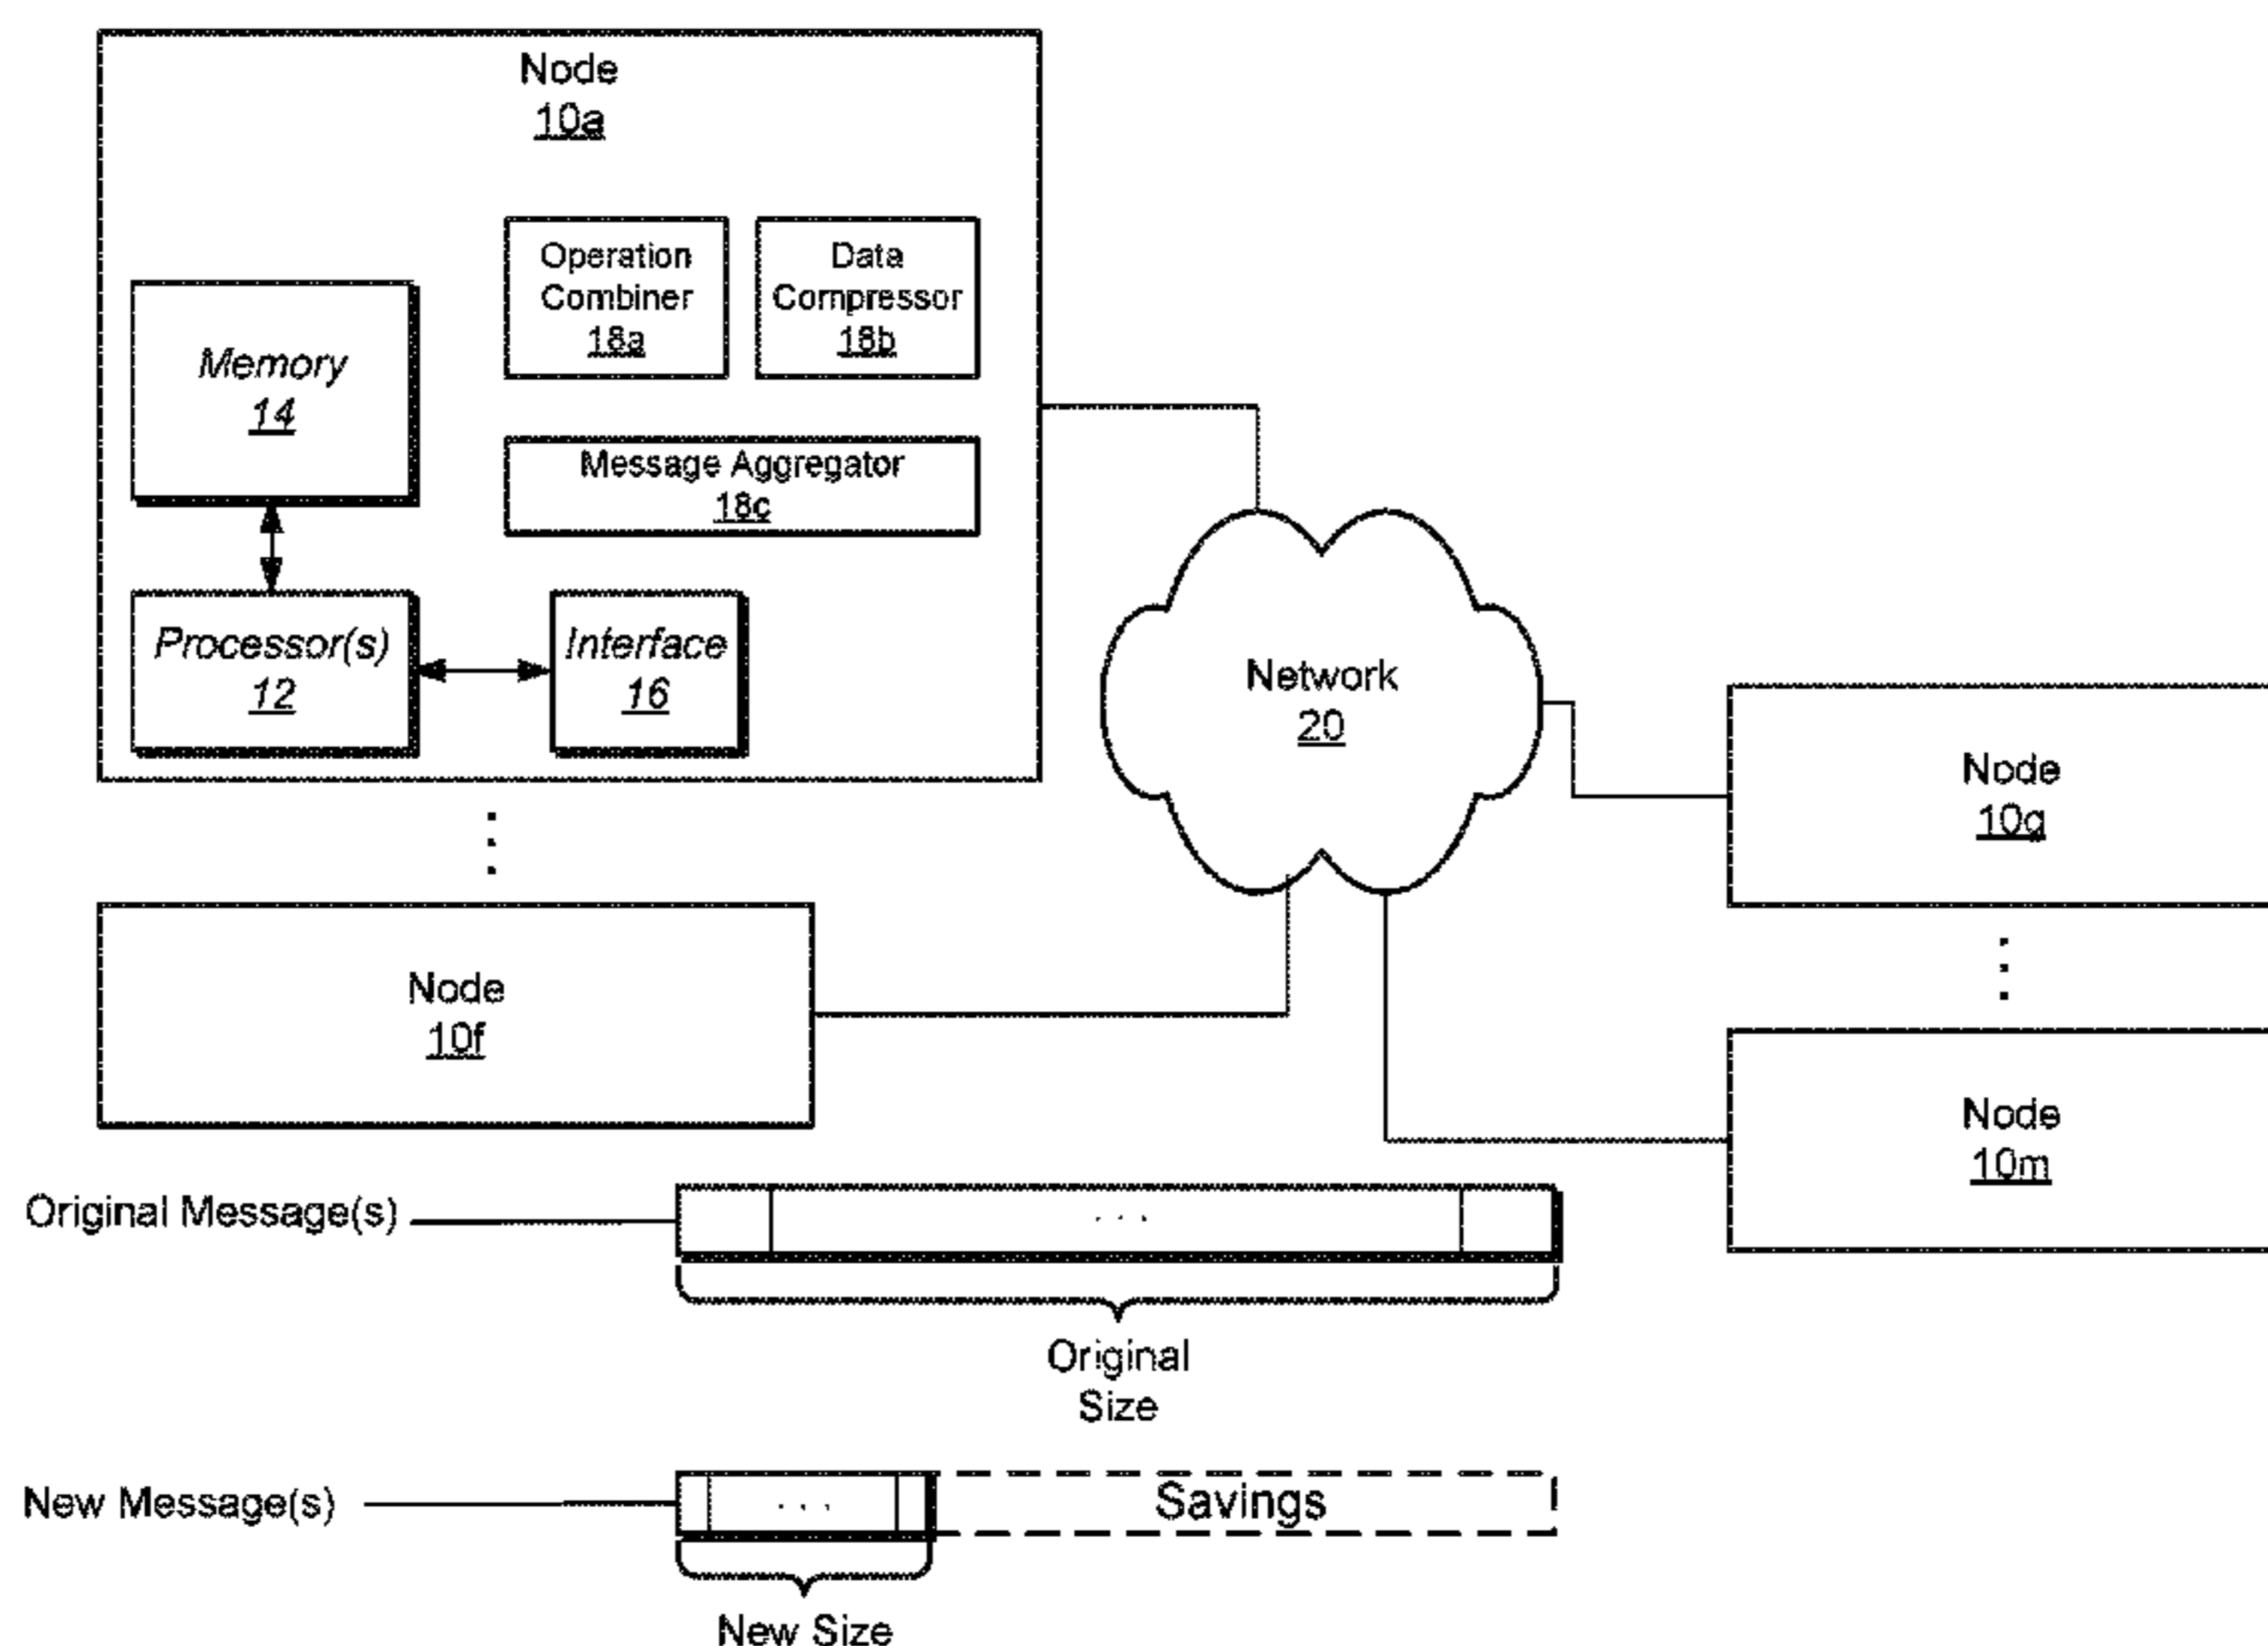 Node
10a
Operation
Combiner
18a
Data
Compressor
18b
Memory
14
Message Aggregator
18c
Processor(s)
12
Interface
16
Network
20
Node
10g
Node
10f
Node
10m
Original Message(s)
. . .
Original
Size
New Message(s)
. . .
Savings
New Size